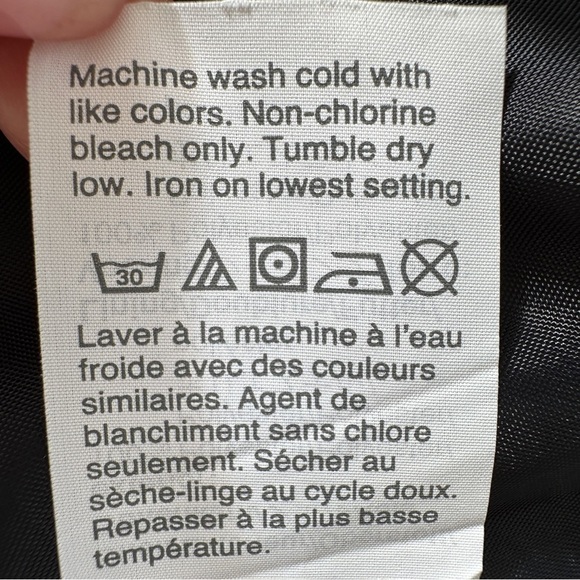 Machine wash cold with
like colors. Non-chlorine
bleach only. Tumble dry
low. Iron on lowest setting.
30
Laver à la machine à l'eau
froide avec des couleurs
similaires. Agent de
blanchiment sans chlore
seulement. Sécher au
sèche-linge au cycle doux.
Repasser à la plus basse
température.